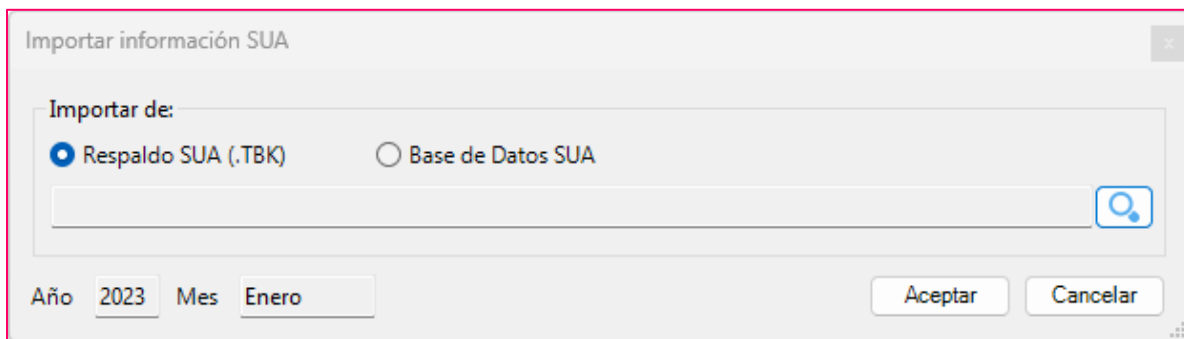 Importar información SUA
x
Importar de:
Respaldo SUA (.TBK) Base de Datos SUA
Año 2023 Mes Enero Aceptar Cancelar